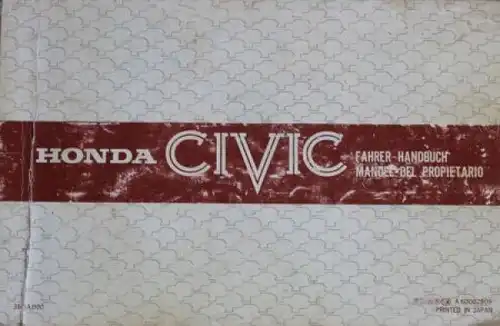 HONDA CIVIC
FAHRER-HANDBUCH
MANUEL DEL PROPIETARIO
PRINTED IN JAPAN